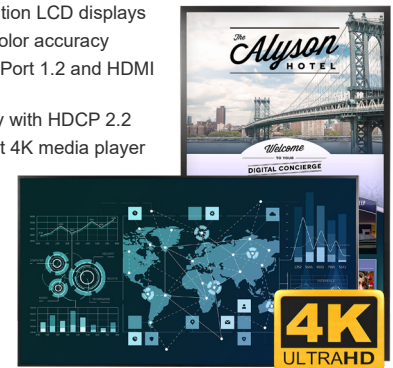 tion LCD displays
olor accuracy
Port 1.2 and HDMI
y with HDCP 2.2
t 4K media player
The
Alyson
HOTEL
Welcome
TO YOUR
DIGITAL CONCIERGE
4K
ULTRAHD